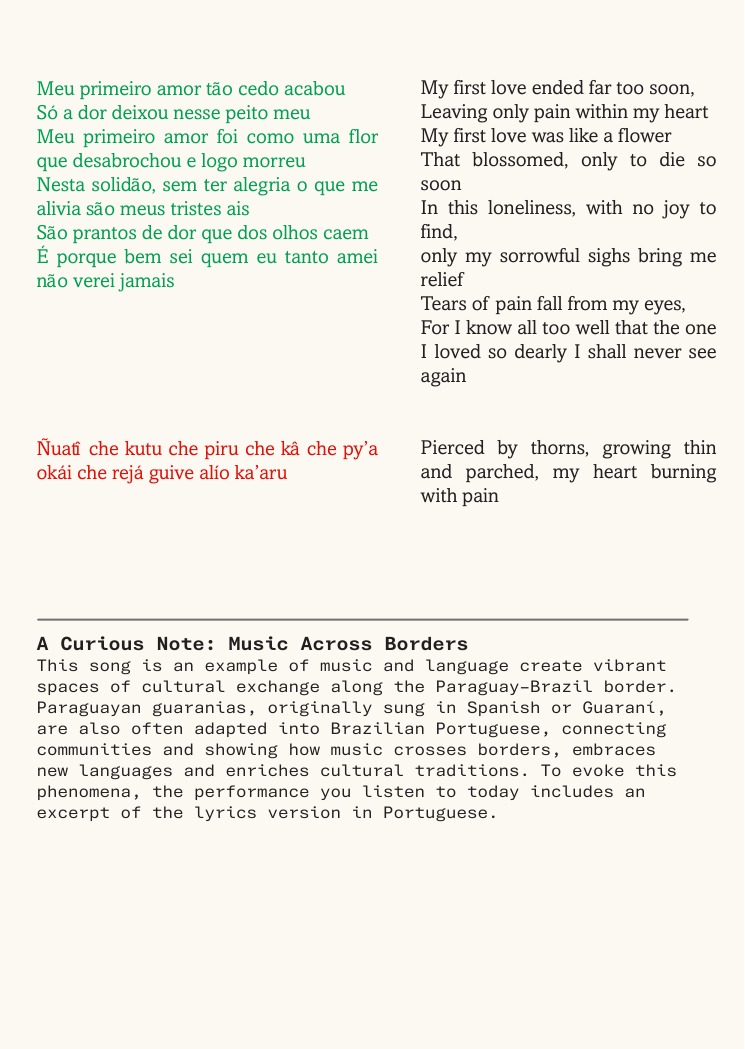 Meu primeiro amor tão cedo acabou
Só a dor deixou nesse peito meu
Meu primeiro amor foi como uma flor
que desabrochou e logo morreu
Nesta solidão, sem ter alegria o que me
alivia são meus tristes ais
São prantos de dor que dos olhos caem
É porque bem sei quem eu tanto amei
não verei jamais
My first love ended far too soon,
Leaving only pain within my heart
My first love was like a flower
That blossomed, only to die so
soon
In this loneliness, with no joy to
find,
only my sorrowful sighs bring me
relief
Tears of pain fall from my eyes,
For I know all too well that the one
I loved so dearly I shall never see
again
Ñuatî che kutu che piru che kâ che py’a
okái che rejá guive alío ka’aru
Pierced by thorns, growing thin
and parched, my heart burning
with pain
A Curious Note: Music Across Borders
This song is an example of music and language create vibrant
spaces of cultural exchange along the Paraguay–Brazil border.
Paraguayan guaranias, originally sung in Spanish or Guaraní,
are also often adapted into Brazilian Portuguese, connecting
communities and showing how music crosses borders, embraces
new languages and enriches cultural traditions. To evoke this
phenomena, the performance you listen to today includes an
excerpt of the lyrics version in Portuguese.